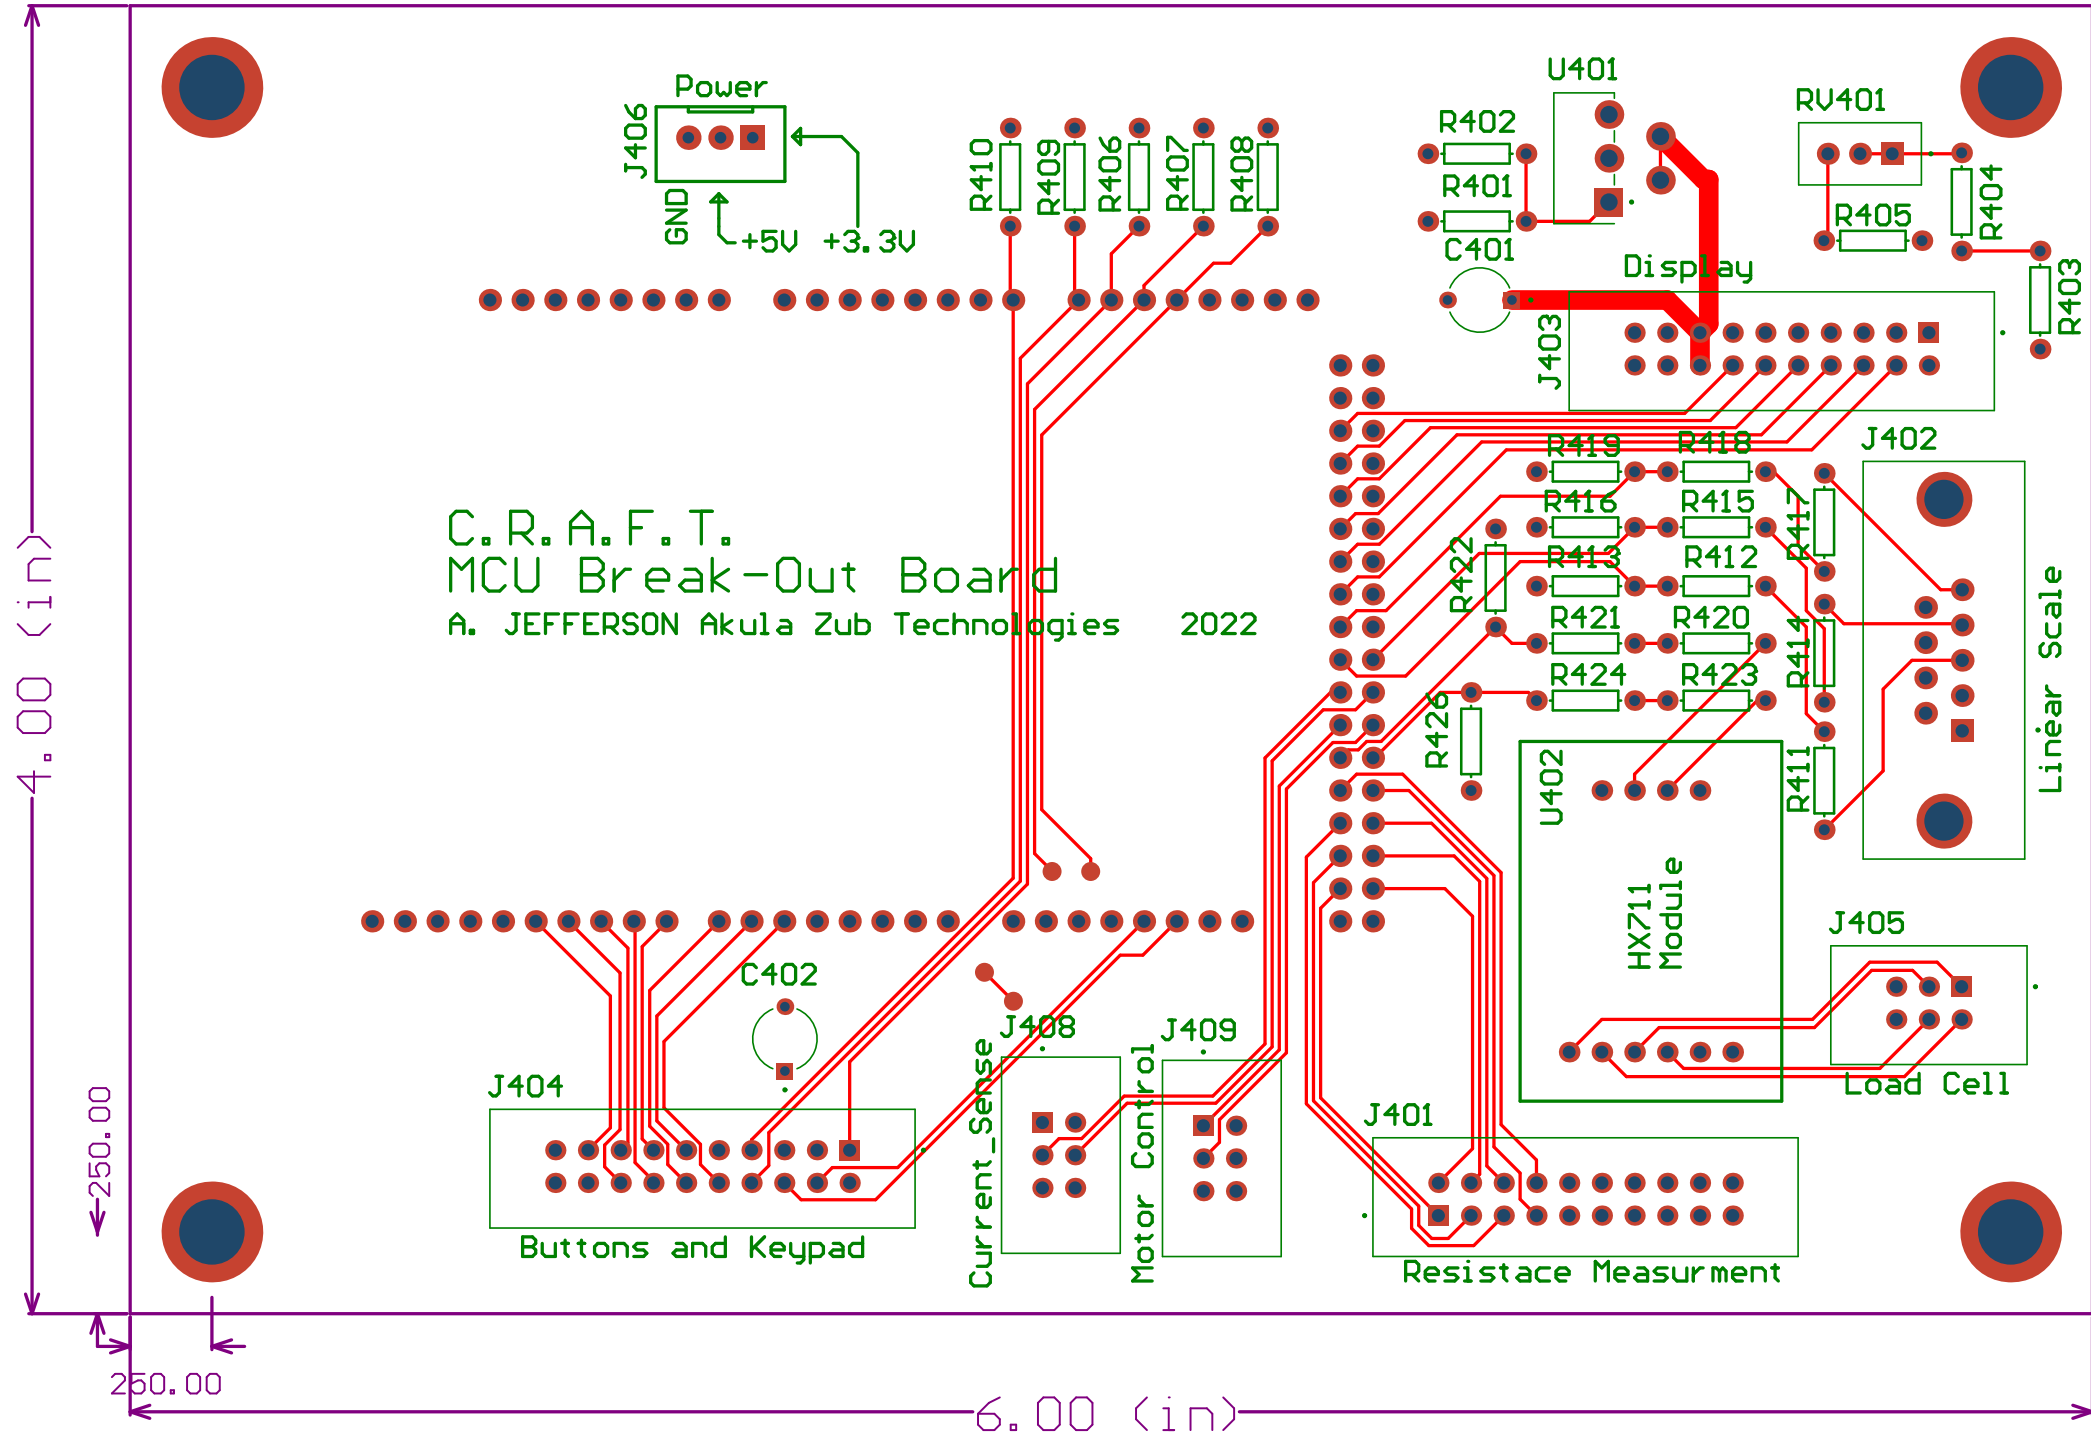 U401
Power
RV401
R402
J406
R410
R409
R406
R407
R408
R401
R404
R405
GND
+5V
+3.3V
C401
Display
R403
J403
J402
R419
R418
C.R.A.F.T.
R416
R415
R417
MCU Break-Out Board
R413
R412
R422
4.00 (in)
A. JEFFERSON Akula Zub Technologies 2022
R421
R420
R414
Linear Scale
R424
R423
R426
U402
R411
HX711
Module
J405
C402
J408
J409
J404
250.00
Load Cell
J401
Current_Sense
Motor Control
Buttons and Keypad
Resistace Measurment
250.00
6.00 (in)